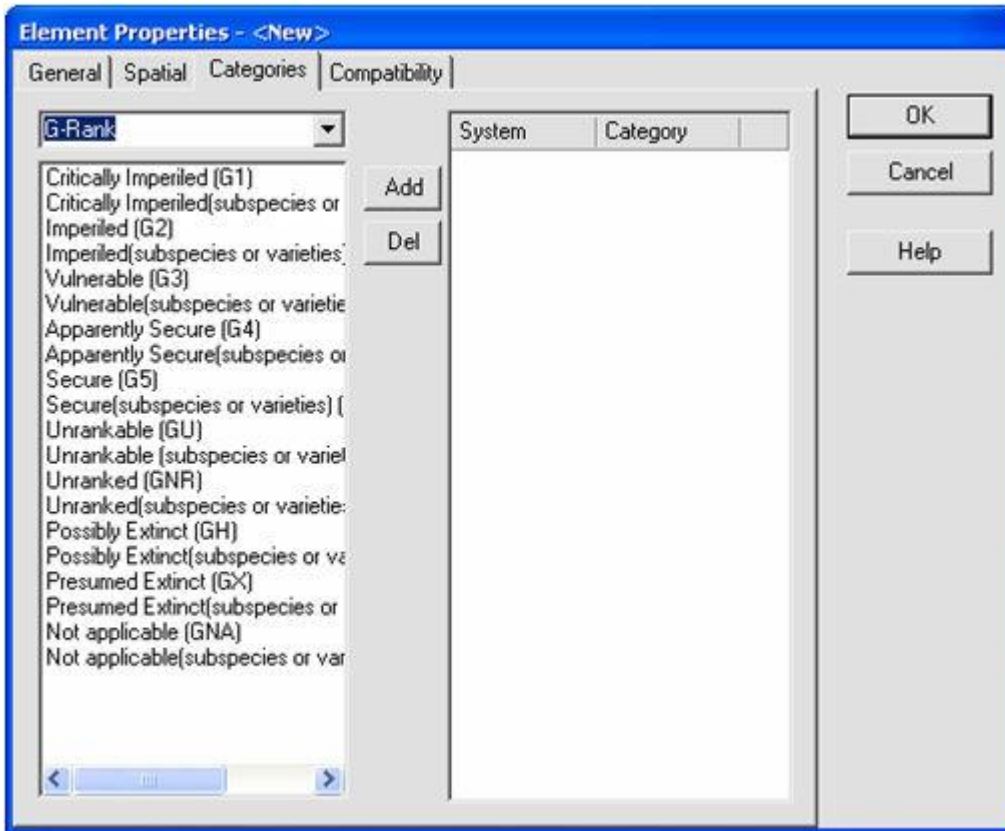 Element Properties - <New>
General Spatial Categories Compatibility
G-Rank
Critically Imperiled (G1)
Critically Imperiled(subspecies or
Imperiled (G2)
Imperiled(subspecies or varieties)
Vulnerable (G3)
Vulnerable(subspecies or varietie
Apparently Secure (G4)
Apparently Secure(subspecies or
Secure (G5)
Secure(subspecies or varieties) (
Unrankable (GU)
Unrankable (subspecies or variet
Unranked (GNR)
Unranked(subspecies or varietie
Possibly Extinct (GH)
Possibly Extinct(subspecies or va
Presumed Extinct (GX)
Presumed Extinct(subspecies or
Not applicable (GNA)
Not applicable(subspecies or var
Add
Del
System Category
OK
Cancel
Help